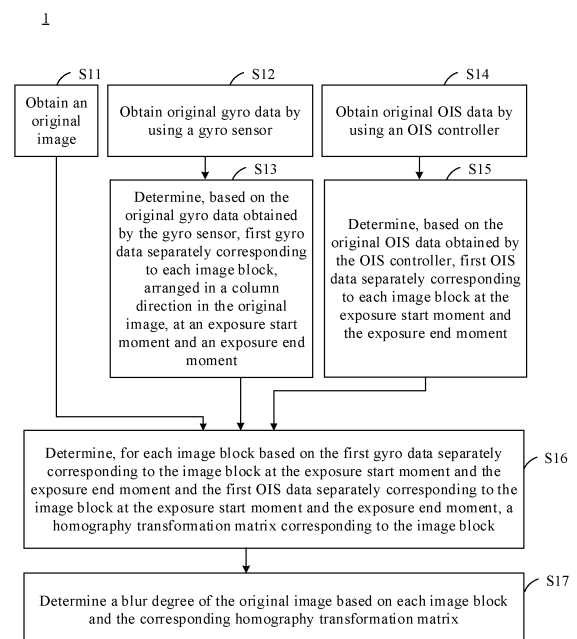 1
S11
Obtain an
original
image
S12
Obtain original gyro data by
using a gyro sensor
S14
Obtain original OIS data by
using an OIS controller
S13
Determine, based on the
original gyro data obtained
by the gyro sensor, first gyro
data separately corresponding
to each image block,
arranged in a column
direction in the original
image, at an exposure start
moment and an exposure end
moment
S15
Determine, based on the
original OIS data obtained by
the OIS controller, first OIS
data separately corresponding
to each image block at the
exposure start moment and
the exposure end moment
Determine, for each image block based on the first gyro data separately
corresponding to the image block at the exposure start moment and the
exposure end moment and the first OIS data separately corresponding to the
image block at the exposure start moment and the exposure end moment, a
homography transformation matrix corresponding to the image block
S16
Determine a blur degree of the original image based on each image block
and the corresponding homography transformation matrix
S17